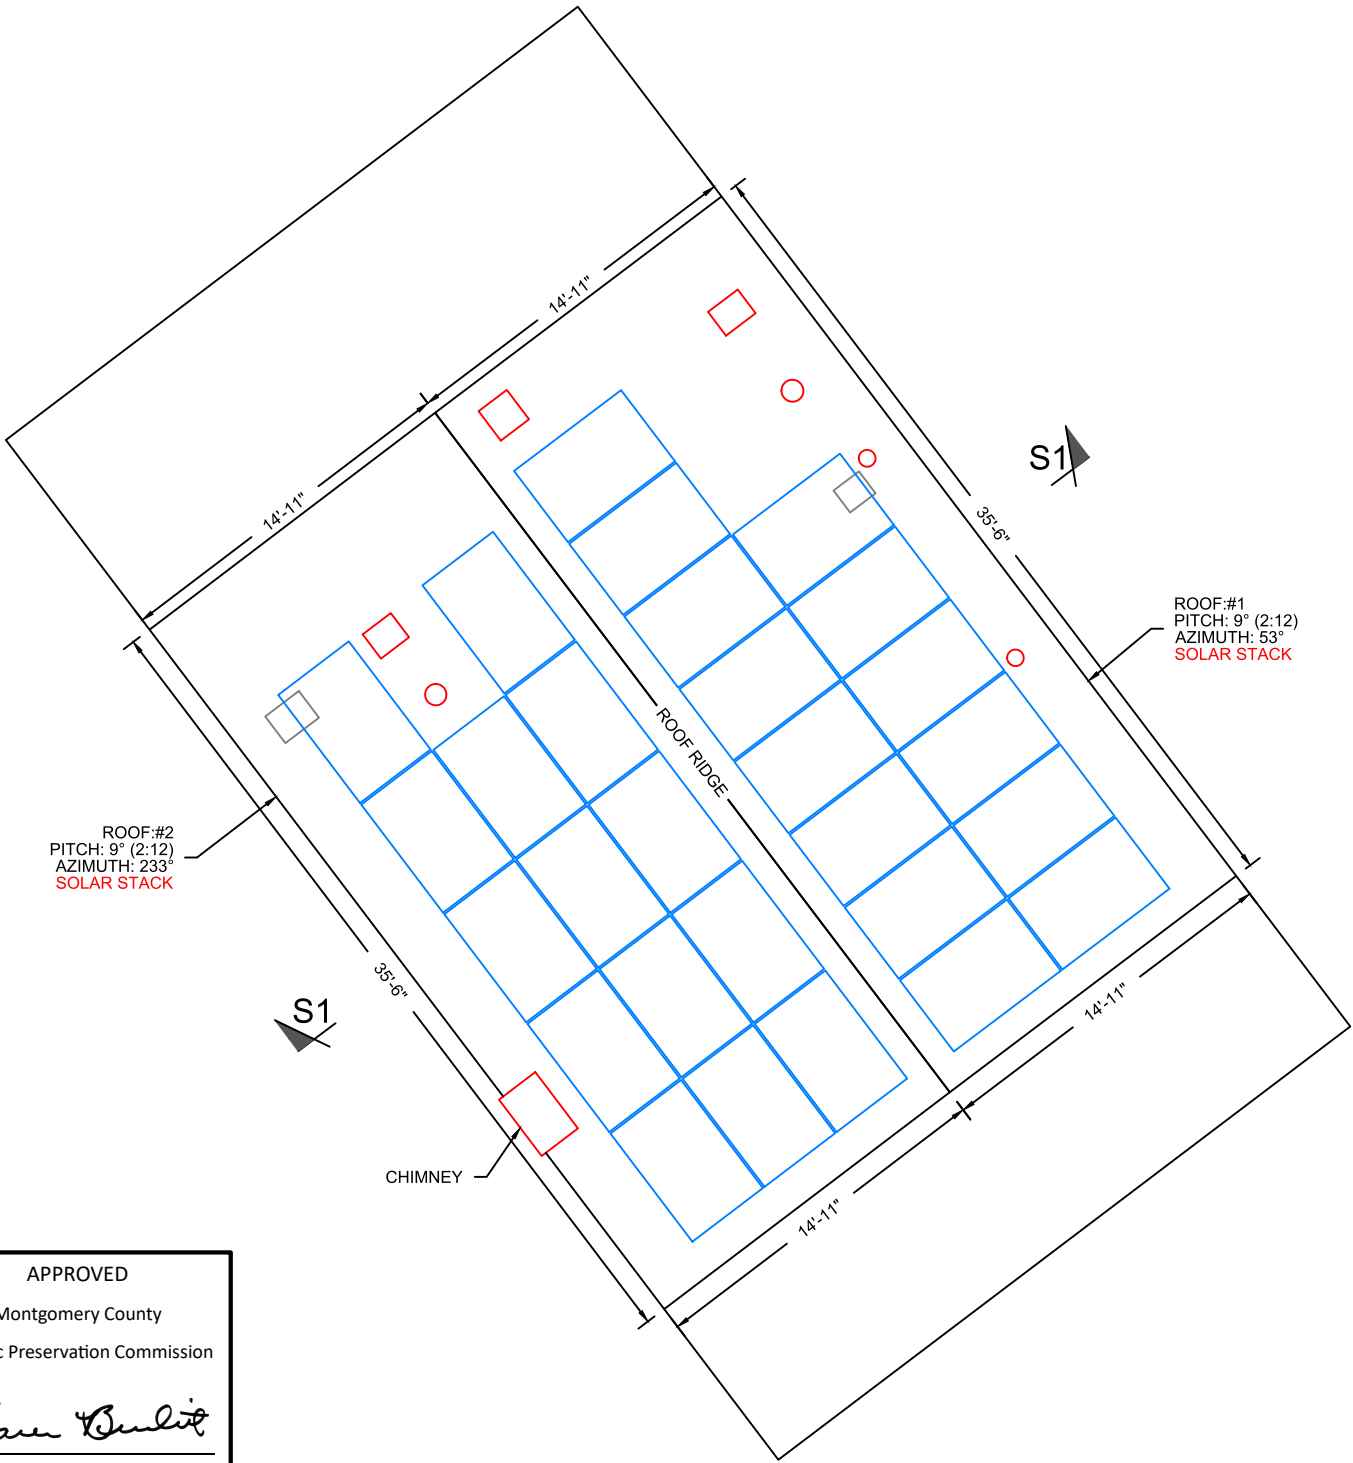 14'-11"
14'-11"
S1
35'-6"
ROOF:#1
PITCH: 9° (2:12)
AZIMUTH: 53°
SOLAR STACK
ROOF RIDGE
ROOF:#2
PITCH: 9° (2:12)
AZIMUTH: 233°
SOLAR STACK
35'-6"
S1
14'-11"
CHIMNEY
14'-11"
APPROVED
Montgomery County
Preservation Commission